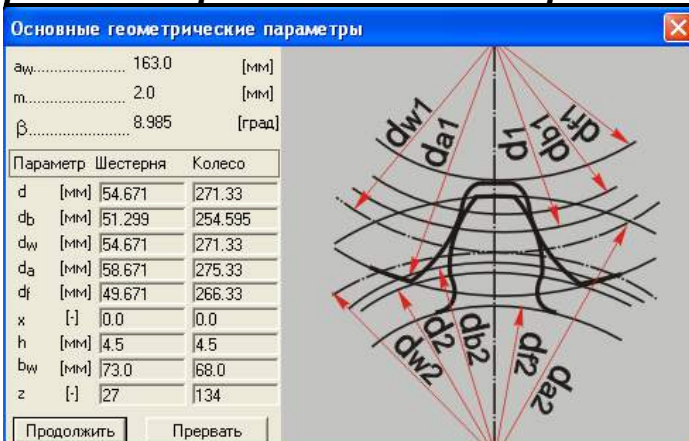 Основные геометрические параметры
aw...................... 163.0 [мм]
m........................ 2.0 [мм]
β........................ 8.985 [град]
Параметр Шестерня Колесо
d [мм] 54.671 271.33
db [мм] 51.299 254.595
dw [мм] 54.671 271.33
da [мм] 58.671 275.33
df [мм] 49.671 266.33
x [-] 0.0 0.0
h [мм] 4.5 4.5
bw [мм] 73.0 68.0
z [-] 27 134
Продолжить Прервать
dw1
da1
d1
db1
df1
dw2
d2
db2
df2
da2